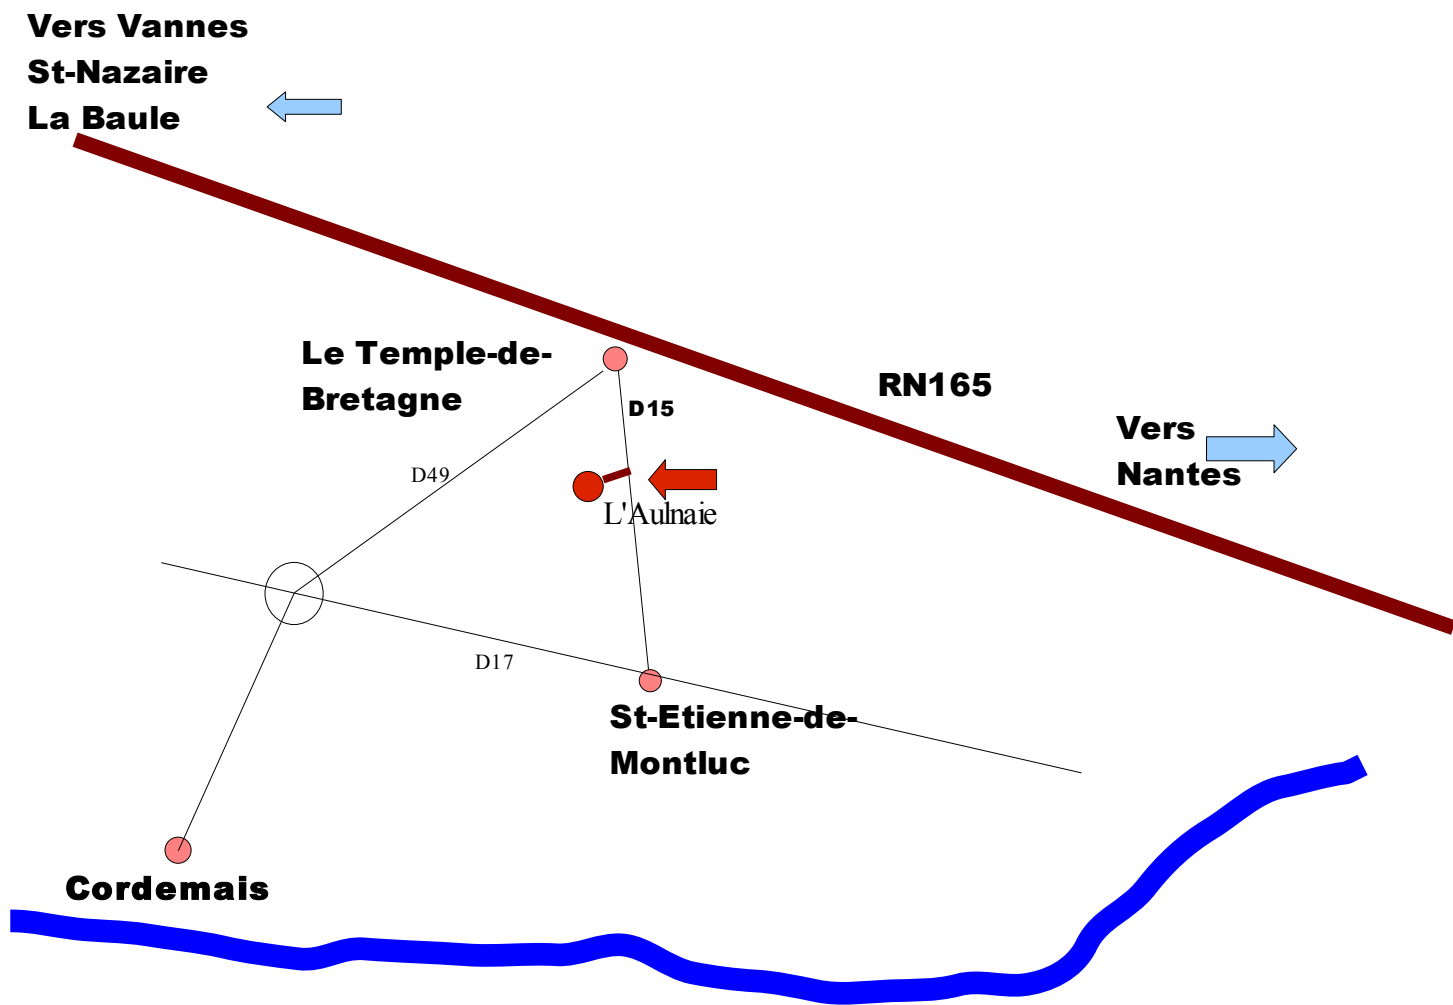 Vers Vannes
St-Nazaire
La Baule
Le Temple-de-
Bretagne
RN165
D15
Vers
Nantes
D49
L'Aulnaie
D17
St-Etienne-de-
Montluc
Cordemais